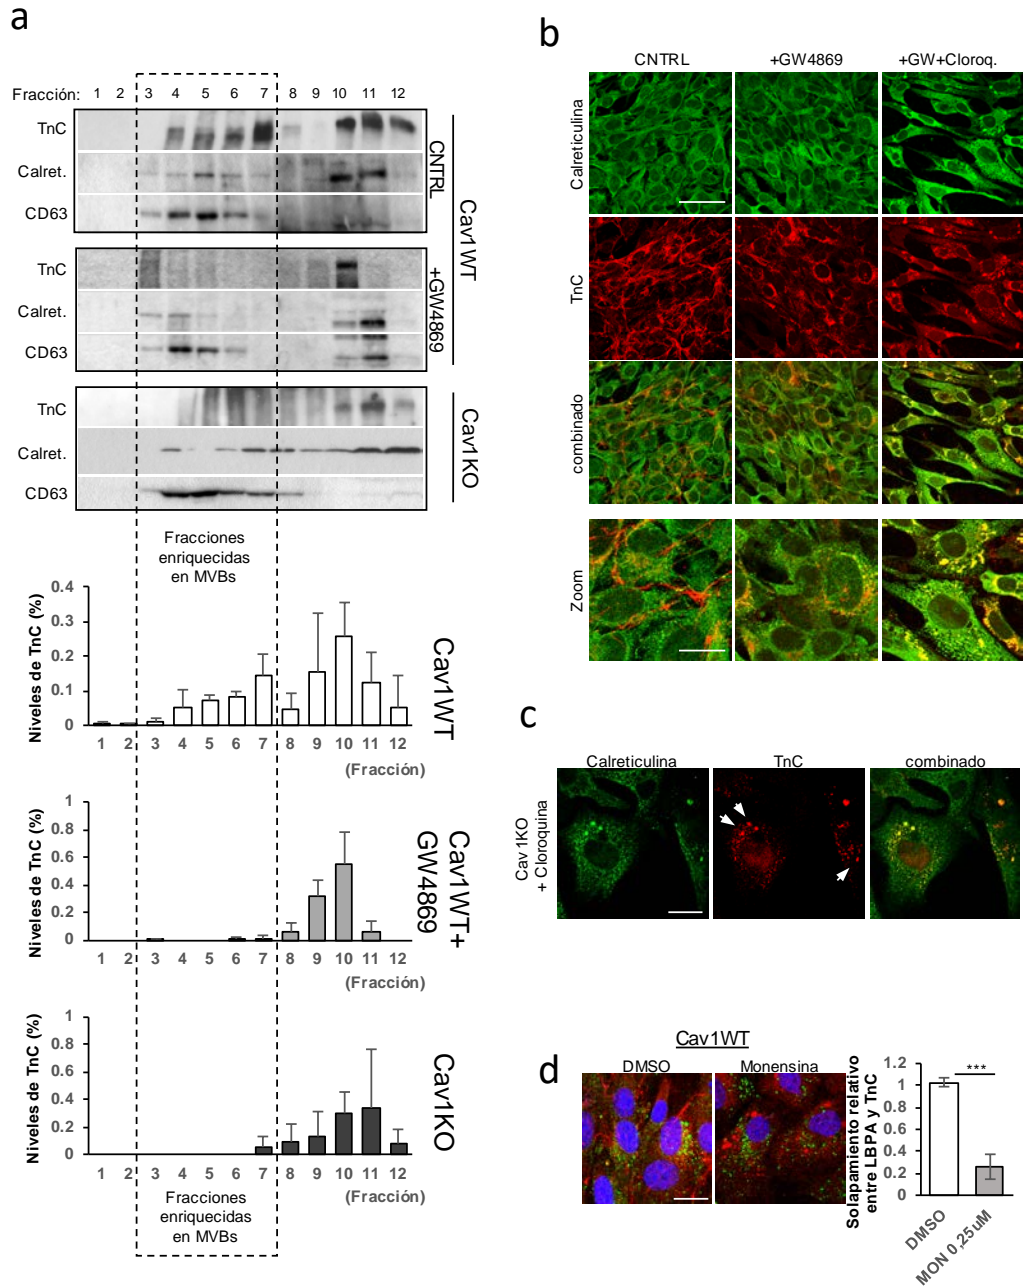 a
Fracción: 1 2 3 4 5 6 7 8 9 10 11 12
TnC
Calret.
CD63
CNTRL
TnC
Calret.
CD63
+GW4869
Cav1WT
TnC
Calret.
CD63
Cav1KO
Fracciones
enriquecidas
en MVBs
Niveles de TnC (%)
0.4
0.3
0.2
0.1
0
1 2 3 4 5 6 7 8 9 10 11 12
(Fracción)
Cav1WT
Niveles de TnC (%)
1
0.8
0.6
0.4
0.2
0
1 2 3 4 5 6 7 8 9 10 11 12
(Fracción)
Cav1WT+
GW4869
Niveles de TnC (%)
1
0.8
0.6
0.4
0.2
0
1 2 3 4 5 6 7 8 9 10 11 12
(Fracción)
Cav1KO
Fracciones
enriquecidas
en MVBs
b
CNTRL +GW4869 +GW+Cloroq.
Calreticulina
TnC
combinado
Zoom
c
Calreticulina TnC combinado
Cav1KO
+ Cloroquina
d
Cav1WT
DMSO Monensina
Solapamiento relativo
entre LBPA y TnC
1.2
1
0.8
0.6
0.4
0.2
0
***
DMSO
MON 0,25uM